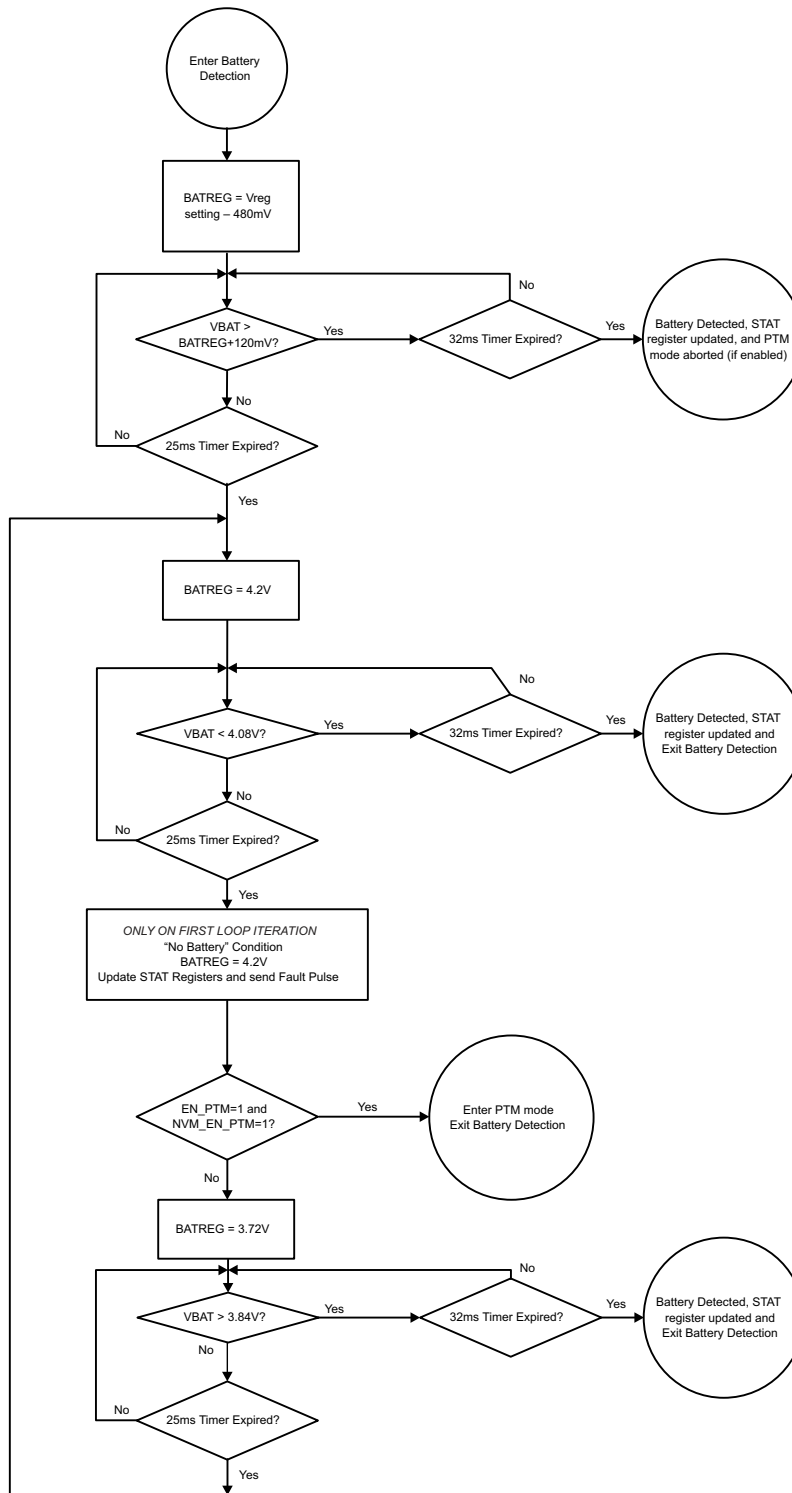 Enter Battery
Detection
BATREG = Vreg
setting – 480mV
No
VBAT >
BATREG+120mV?
Yes
32ms Timer Expired?
Yes
Battery Detected, STAT
register updated, and PTM
mode aborted (if enabled)
No
No
25ms Timer Expired?
Yes
BATREG = 4.2V
No
VBAT < 4.08V?
Yes
32ms Timer Expired?
Yes
Battery Detected, STAT
register updated and
Exit Battery Detection
No
No
25ms Timer Expired?
Yes
ONLY ON FIRST LOOP ITERATION
“No Battery” Condition
BATREG = 4.2V
Update STAT Registers and send Fault Pulse
EN_PTM=1 and
NVM_EN_PTM=1?
Yes
Enter PTM mode
Exit Battery Detection
No
BATREG = 3.72V
No
VBAT > 3.84V?
Yes
32ms Timer Expired?
Yes
Battery Detected, STAT
register updated and
Exit Battery Detection
No
No
25ms Timer Expired?
Yes